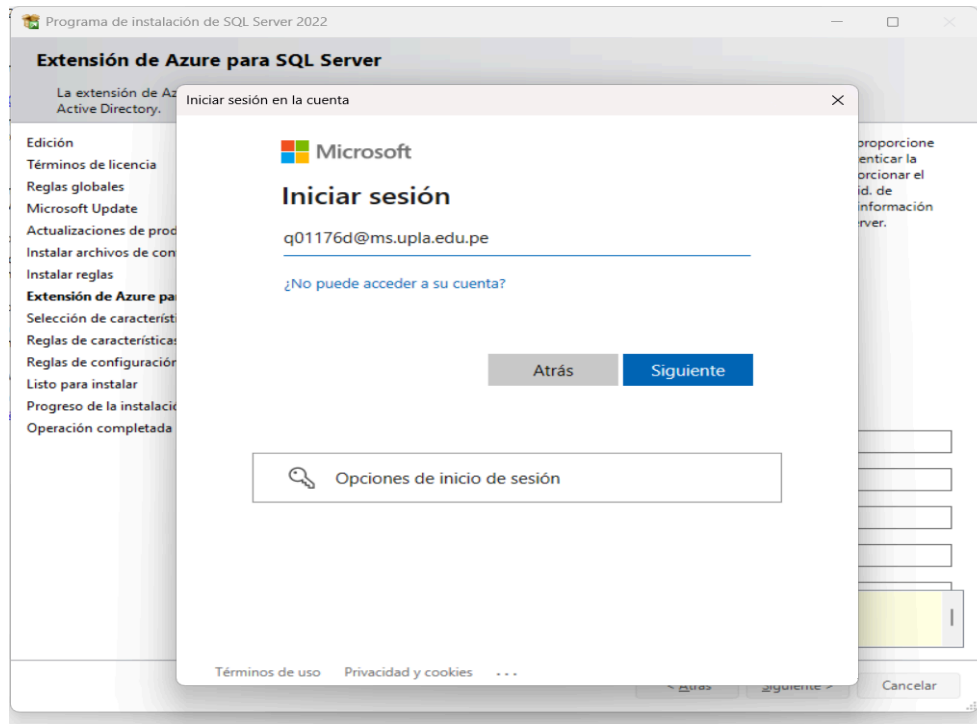 Programa de instalación de SQL Server 2022
Extensión de Azure para SQL Server
La extensión de Az
Active Directory.
Iniciar sesión en la cuenta
Edición
Términos de licencia
Reglas globales
Microsoft Update
Actualizaciones de prod
Instalar archivos de con
Instalar reglas
Extensión de Azure pa
Selección de característi
Reglas de características
Reglas de configuración
Listo para instalar
Progreso de la instalació
Operación completada
Microsoft
Iniciar sesión
q01176d@ms.upla.edu.pe
¿No puede acceder a su cuenta?
Atrás
Siguiente
Opciones de inicio de sesión
Términos de uso
Privacidad y cookies
...
proporcione
enticar la
orcionar el
id. de
información
erver.
< Atrás
Siguiente >
Cancelar